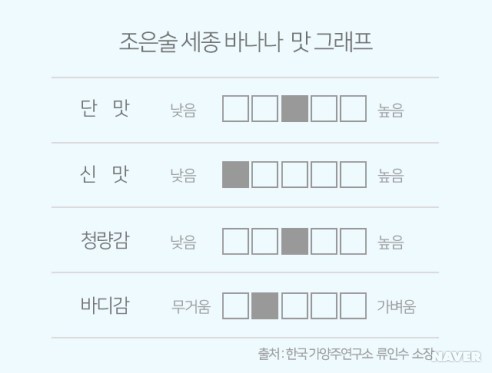 조은술 세종 바나나 맛 그래프
단 맛 낮음 높음
신 맛 낮음 높음
청량감 낮음 높음
바디감 무거움 가벼움
출처 : 한국가양주연구소 류인수 소장
NAVER